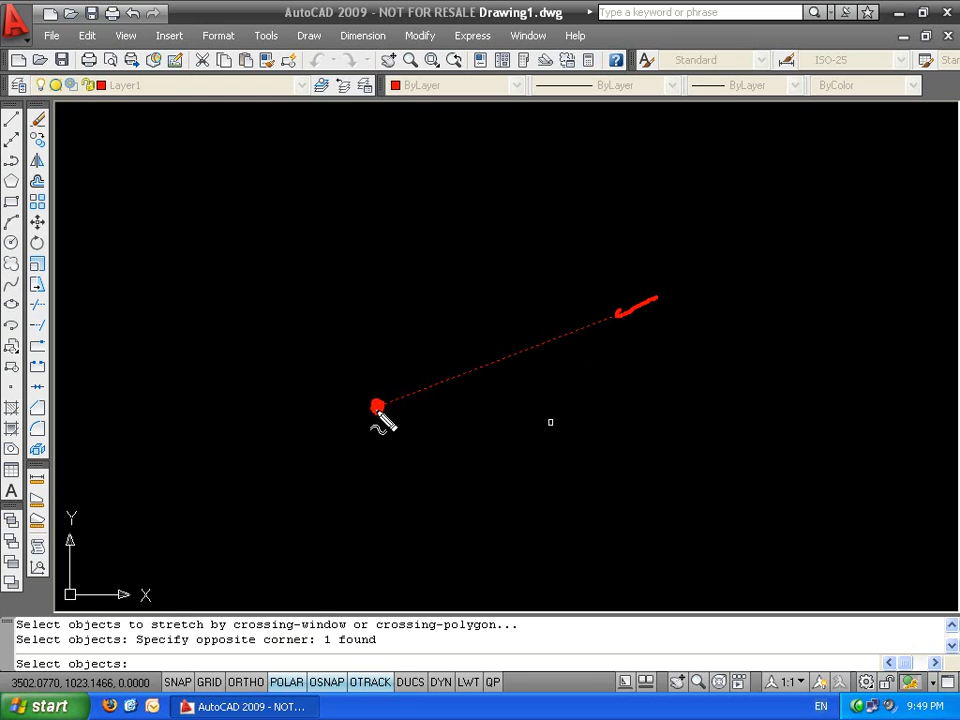 AutoCAD 2009 - NOT FOR RESALE Drawing1.dwg
Type a keyword or phrase
File Edit View Insert Format Tools Draw Dimension Modify Express Window Help
Standard ISO-25 Stan
Layer1 ByLayer ByLayer ByLayer ByColor
A
Y
X
Select objects to stretch by crossing-window or crossing-polygon...
Select objects: Specify opposite corner: 1 found
Select objects:
3502.0770, 1023.1466, 0.0000 SNAP GRID ORTHO POLAR OSNAP OTRACK DUCS DYN LWT QP 1:1
start AutoCAD 2009 - NOT... EN 9:49 PM